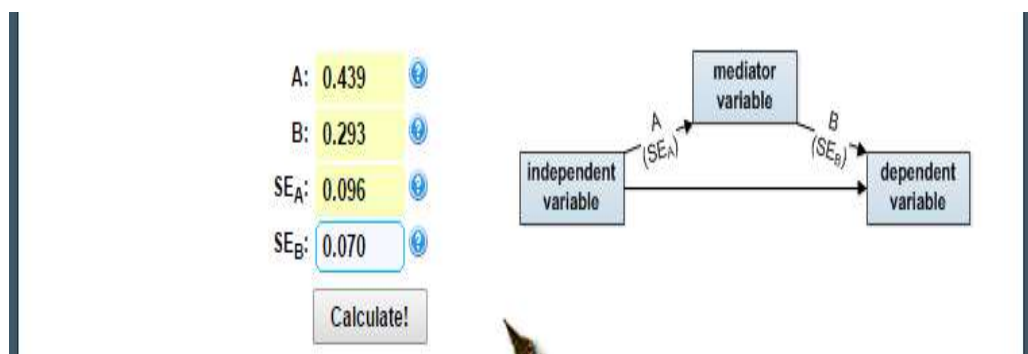 A: 0.439 ?
B: 0.293 ?
SEA: 0.096 ?
SEB: 0.070 ?
Calculate!
mediator
variable
A
(SEA)
B
(SEB)
independent
variable
dependent
variable